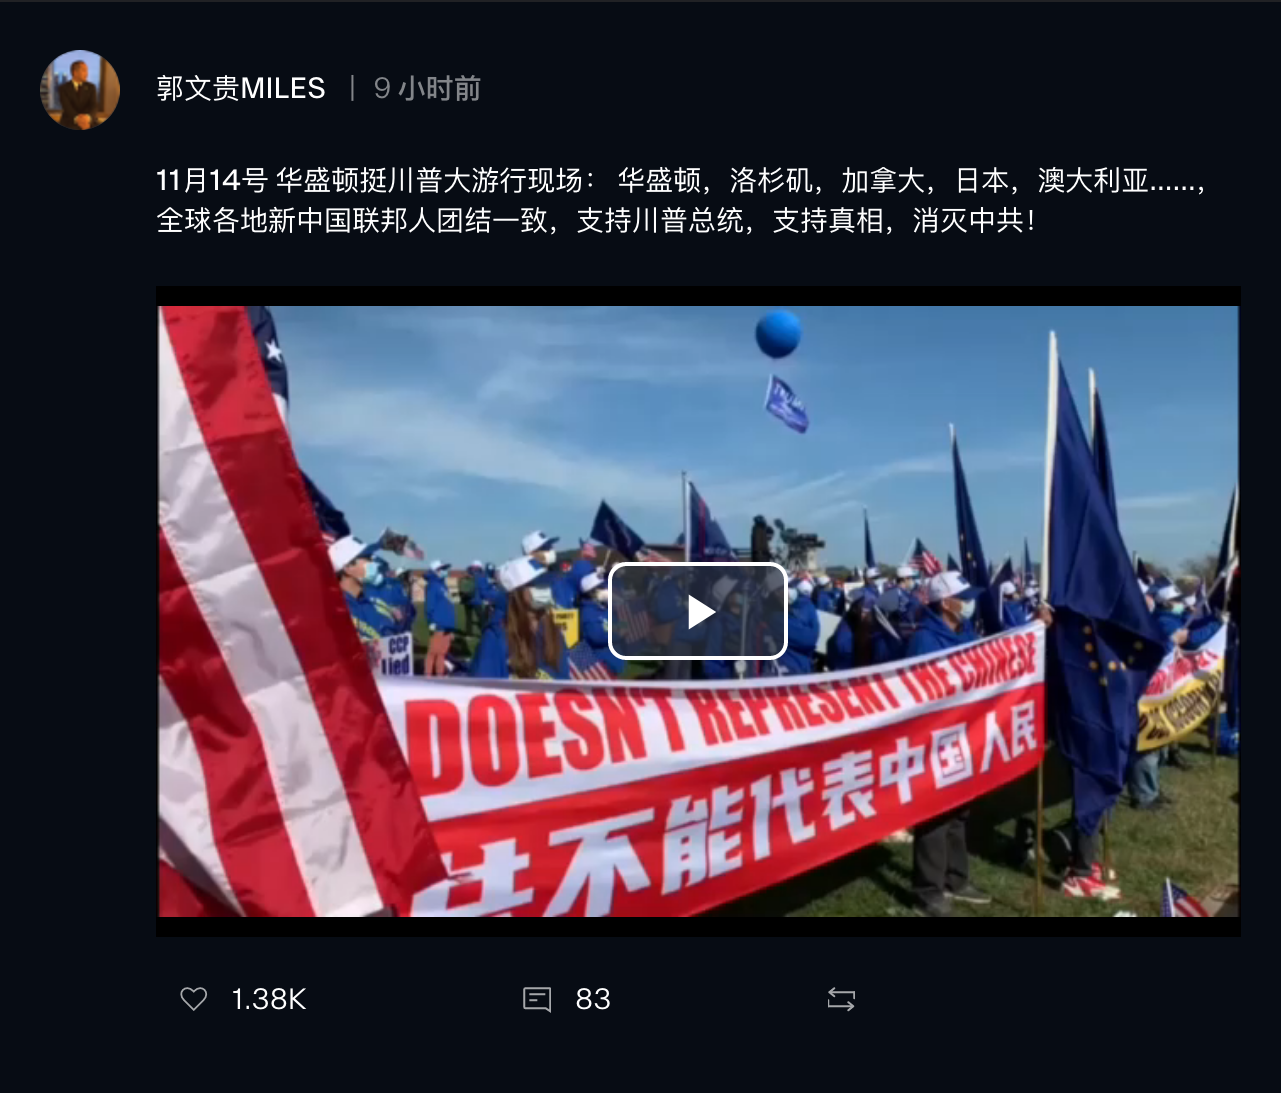 郭文贵MILES | 9 小时前
11月14号 华盛顿挺川普大游行现场： 华盛顿，洛杉矶，加拿大，日本，澳大利亚......，
全球各地新中国联邦人团结一致，支持川普总统，支持真相，消灭中共！
CCP
lied
DOESN'T REPRESENT THE CHINESE
共不能代表中国人民
1.38K
83